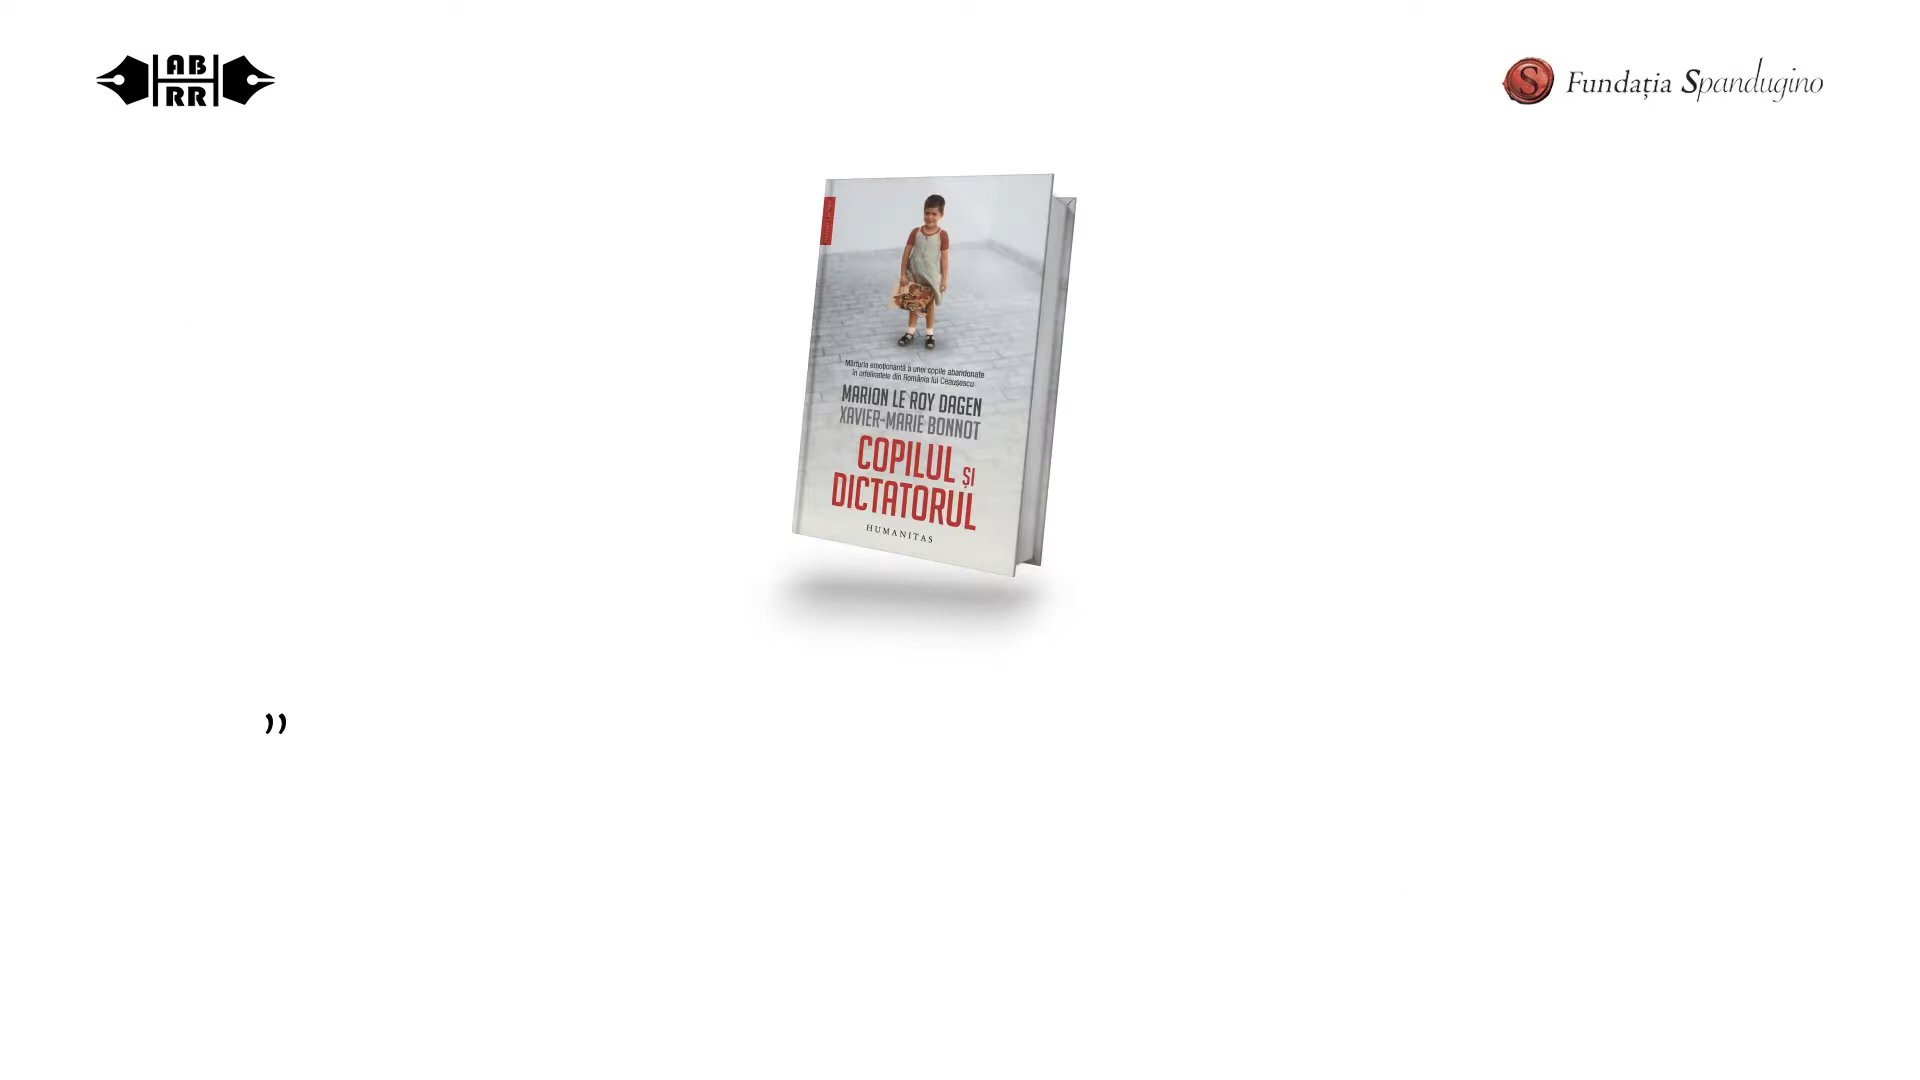 AB
RR
Fundația Spandugino
Mărturia emoționantă a unei copile abandonate
în orfelinatele din România lui Ceaușescu
MARION LE ROY DAGEN
XAVIER-MARIE BONNOT
COPILUL ȘI
DICTATORUL
HUMANITAS
”